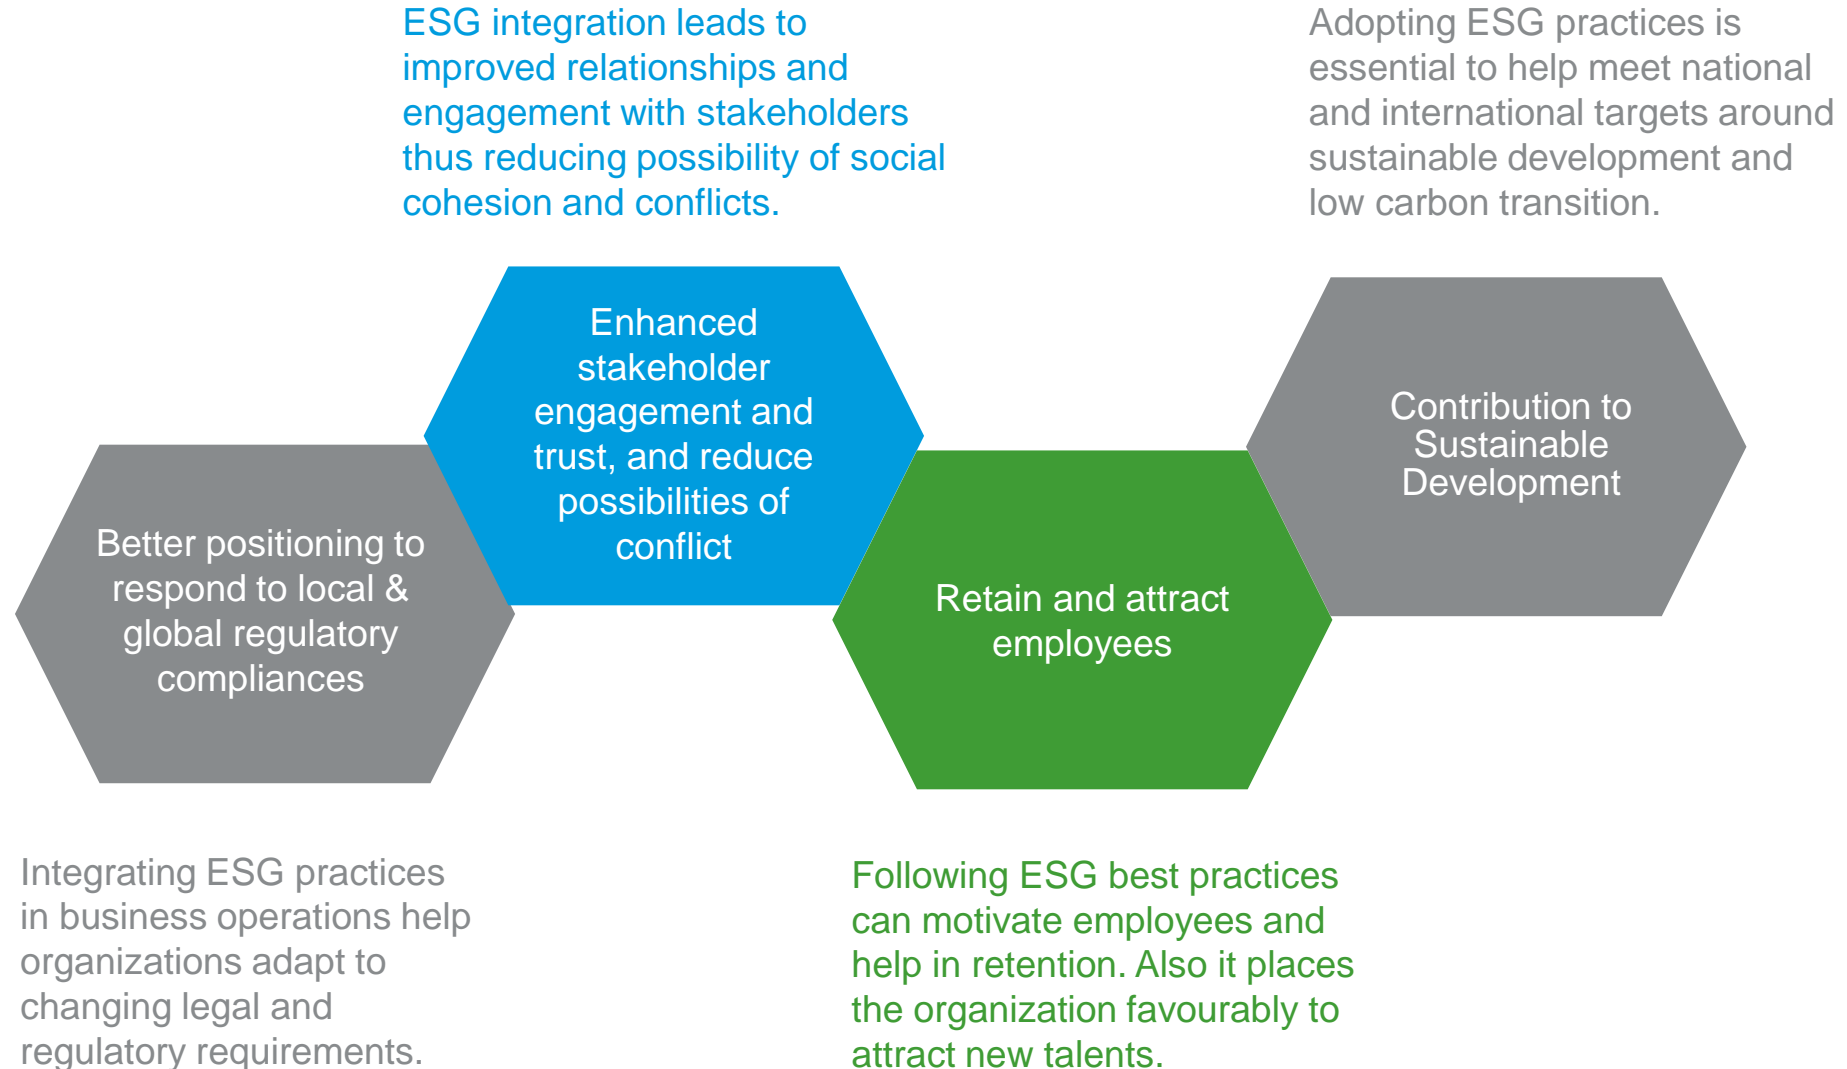 ESG integration leads to
improved relationships and
engagement with stakeholders
thus reducing possibility of social
cohesion and conflicts.
Adopting ESG practices is
essential to help meet national
and international targets around
sustainable development and
low carbon transition.
Enhanced
stakeholder
engagement and
trust, and reduce
possibilities of
conflict
Contribution to
Sustainable
Development
Better positioning to
respond to local &
global regulatory
compliances
Retain and attract
employees
Integrating ESG practices
in business operations help
organizations adapt to
changing legal and
regulatory requirements.
Following ESG best practices
can motivate employees and
help in retention. Also it places
the organization favourably to
attract new talents.